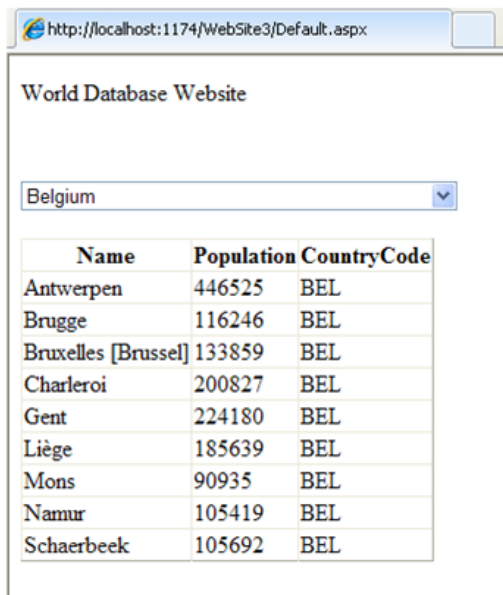 http://localhost:1174/WebSite3/Default.aspx
World Database Website
Belgium
Name Population CountryCode
Antwerpen 446525 BEL
Brugge 116246 BEL
Bruxelles [Brussel] 133859 BEL
Charleroi 200827 BEL
Gent 224180 BEL
Liège 185639 BEL
Mons 90935 BEL
Namur 105419 BEL
Schaerbeek 105692 BEL